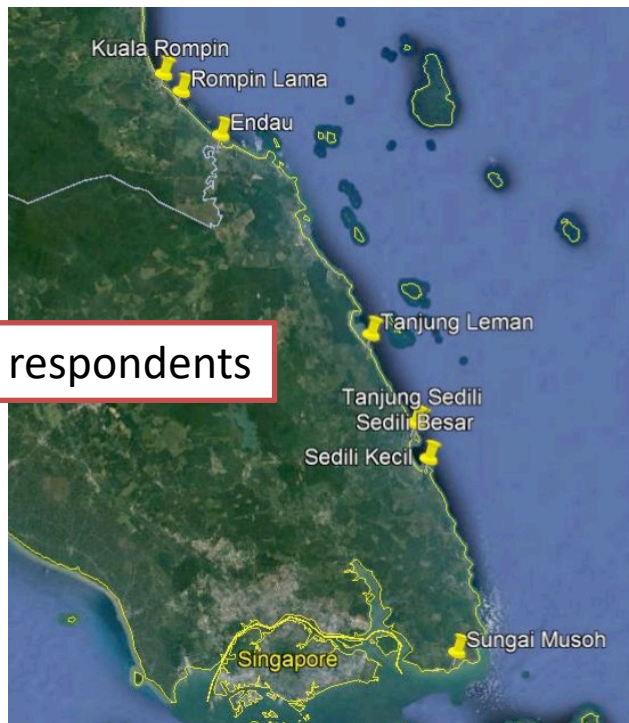 Kuala Rompin
Rompin Lama
Endau
Tanjung Leman
respondents
Tanjung Sedili
Sedili Besar
Sedili Kecil
Sungai Musoh
Singapore